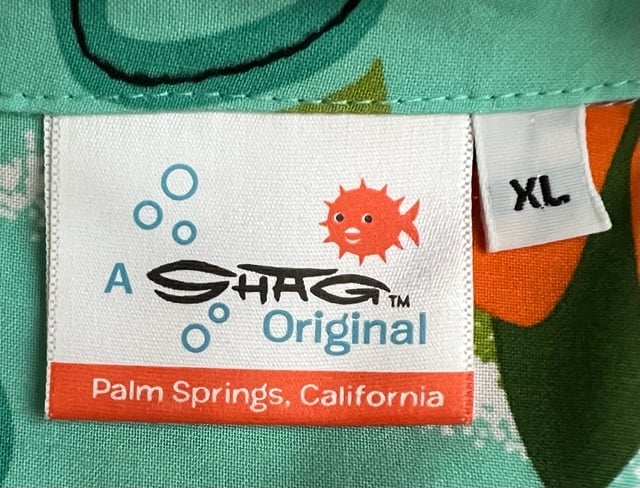 A SHAG™
Original
Palm Springs, California
XL